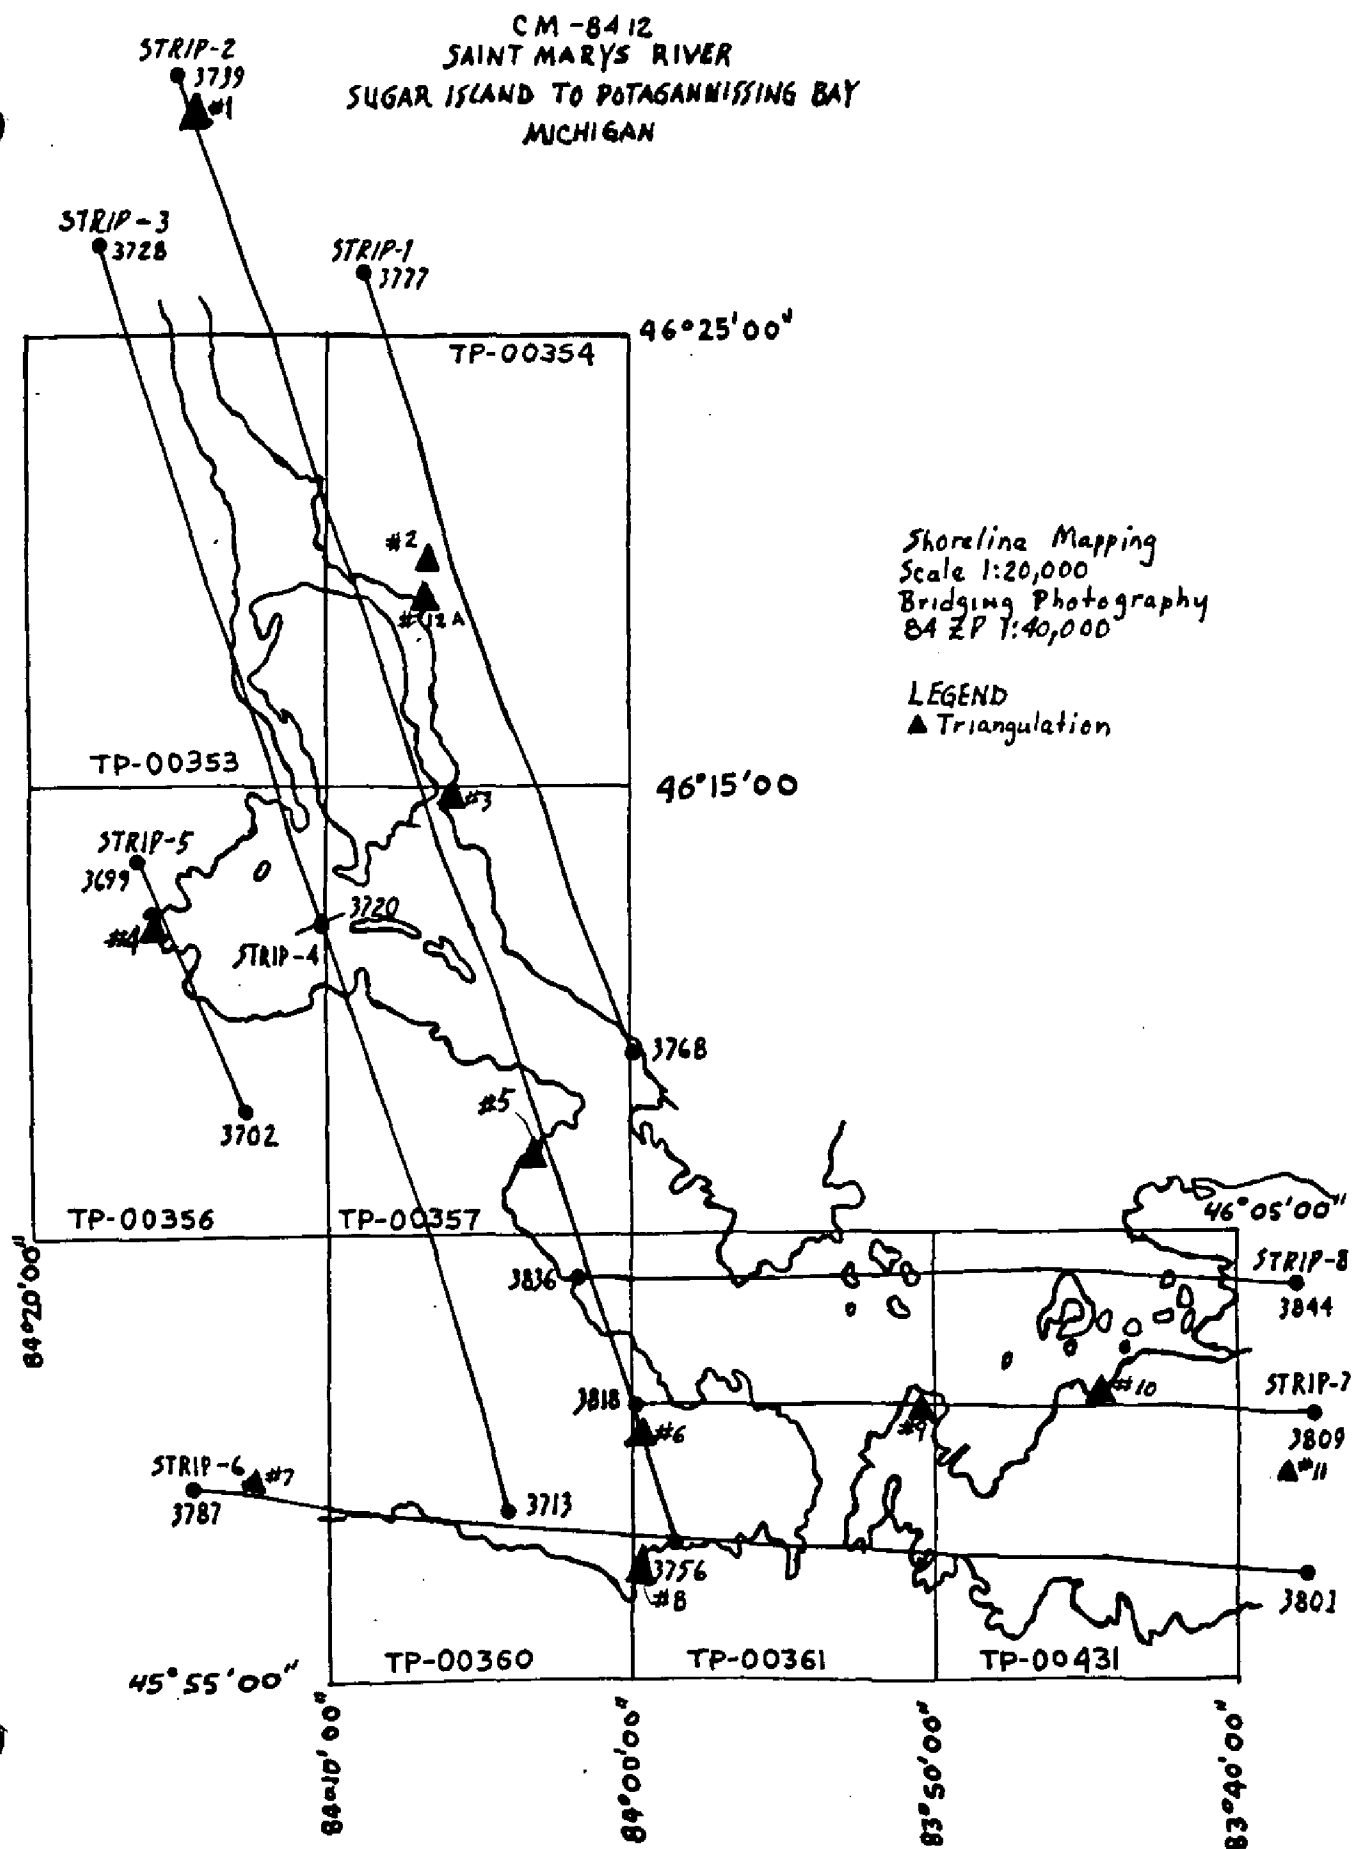 CM-8412
SAINT MARYS RIVER
SUGAR ISLAND TO POTAGANNISSING BAY
MICHIGAN
STRIP-2
3739
#1
STRIP-3
3728
STRIP-1
3777
46°25'00"
TP-00354
#2
#12A
Shoreline Mapping
Scale 1:20,000
Bridging Photography
84 ZP 1:40,000
LEGEND
Triangulation
TP-00353
46°15'00
#3
STRIP-5
3699
#4
3720
STRIP-4
3768
#5
3702
TP-00356
TP-00357
46°05'00"
84°20'00"
3836
STRIP-8
3844
3818
#6
#9
#10
STRIP-7
3809
#11
STRIP-6
#7
3787
3713
3756
#8
3801
TP-00360
TP-00361
TP-00431
45°55'00"
84°10'00"
84°00'00"
83°50'00"
83°40'00"